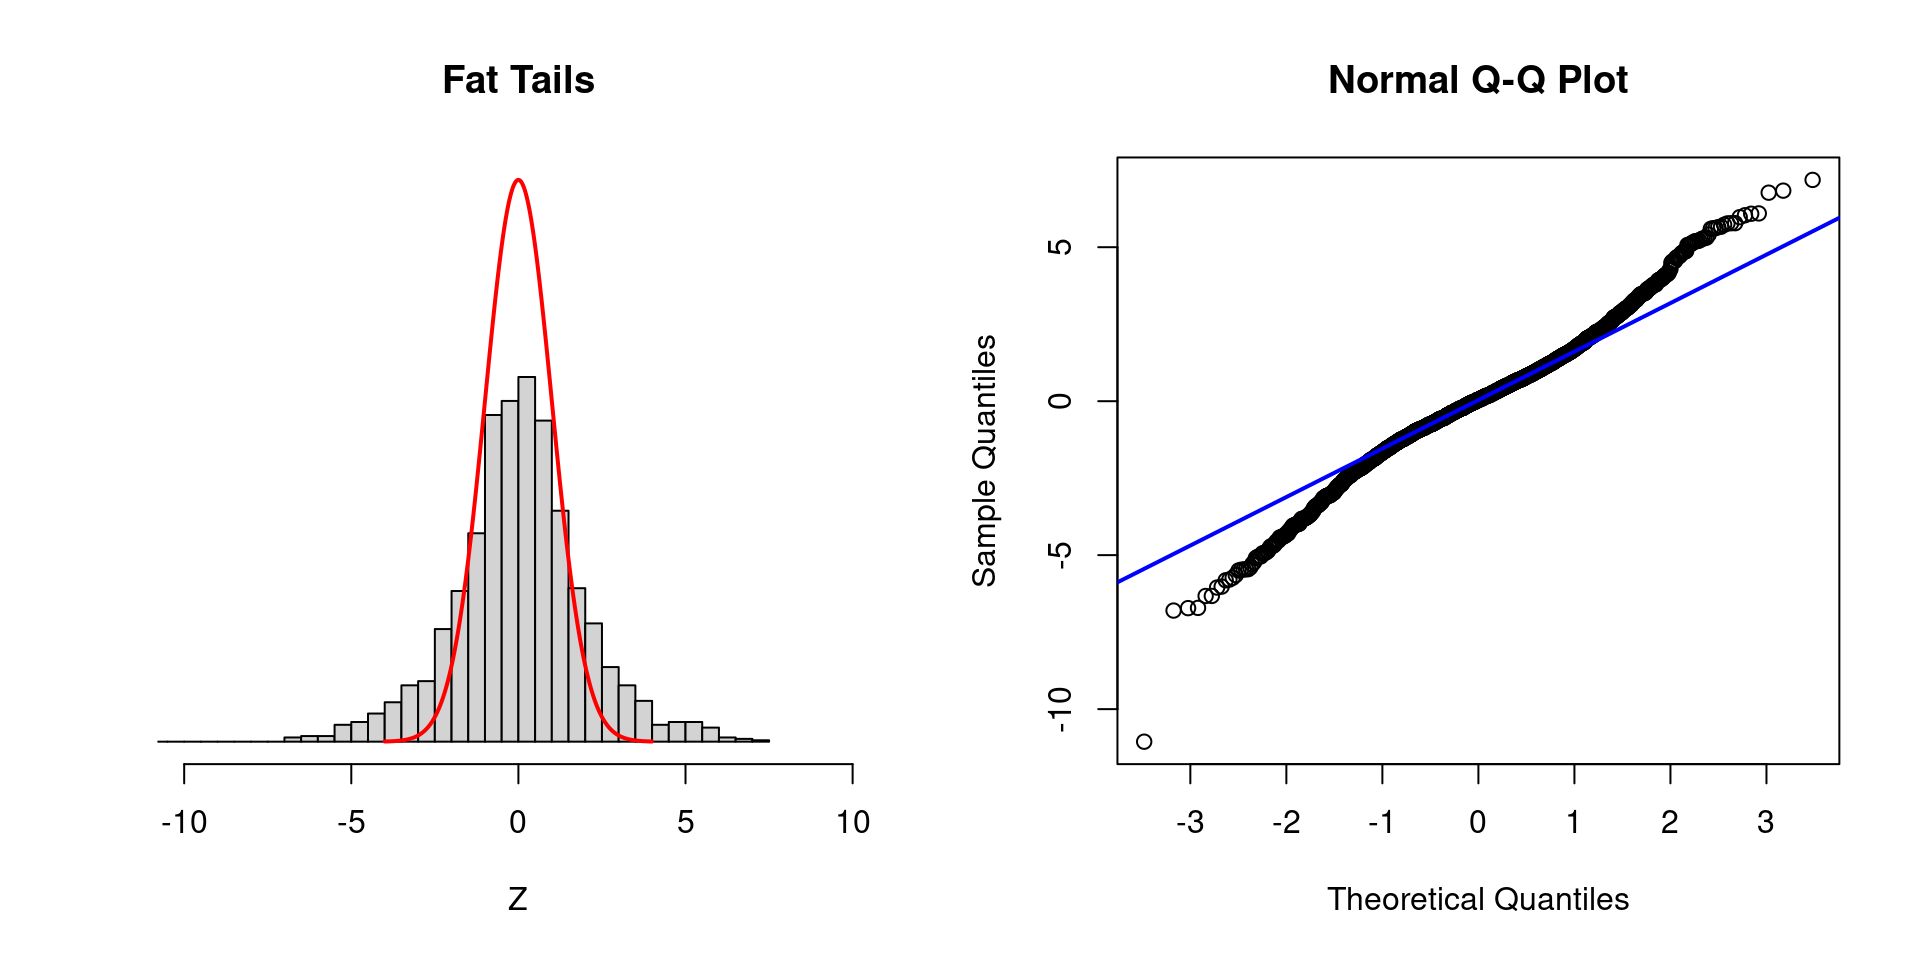 Fat Tails
-10 -5 0 5 10
Z
Normal Q-Q Plot
Sample Quantiles
5
0
-5
-10
-3 -2 -1 0 1 2 3
Theoretical Quantiles